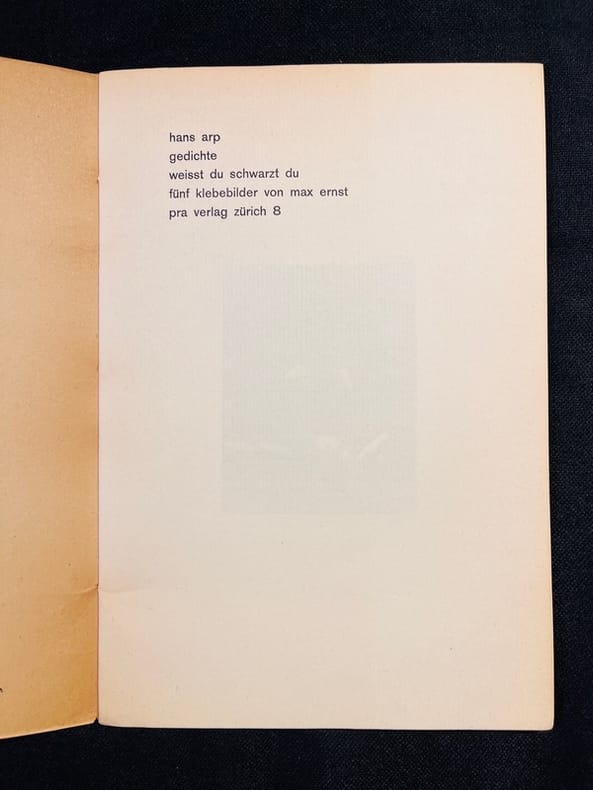 hans arp
gedichte
weisst du schwarzt du
fünf klebebilder von max ernst
pra verlag zürich 8